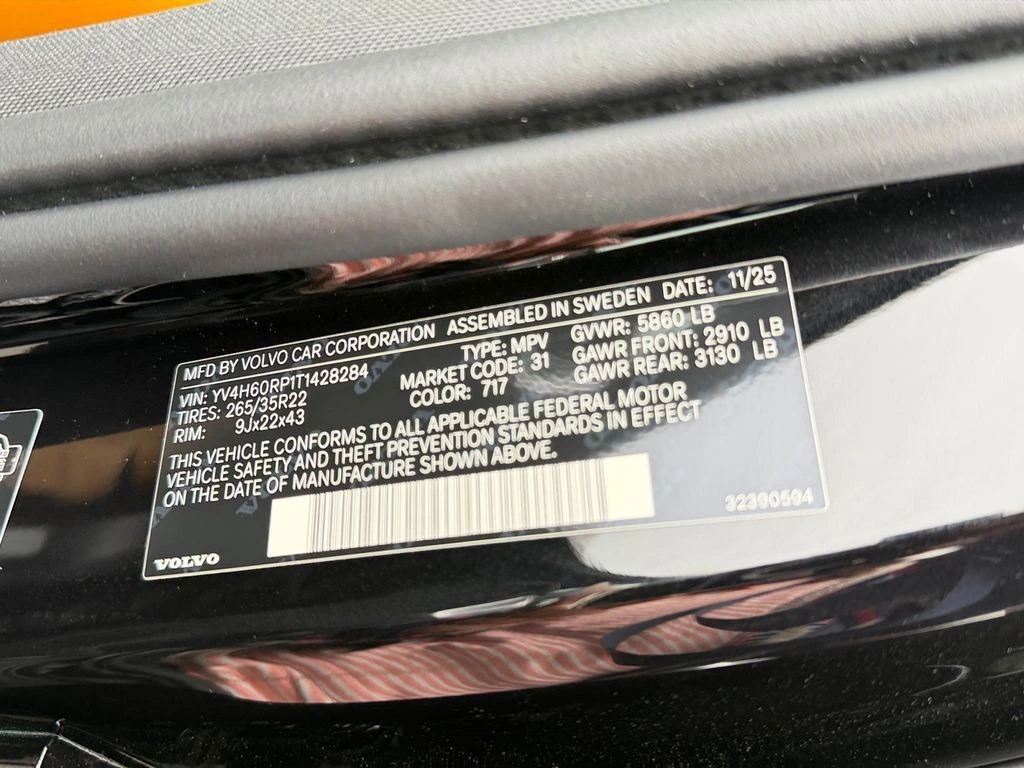 MFD BY VOLVO CAR CORPORATION ASSEMBLED IN SWEDEN DATE: 11/25
VIN: YV4H60RP1T1428284 TYPE: MPV GVWR: 5860 LB
TIRES: 265/35R22 MARKET CODE: 31 GAWR FRONT: 2910 LB
RIM: 9Jx22x43 COLOR: 717 GAWR REAR: 3130 LB
THIS VEHICLE CONFORMS TO ALL APPLICABLE FEDERAL MOTOR
VEHICLE SAFETY AND THEFT PREVENTION STANDARDS IN EFFECT
ON THE DATE OF MANUFACTURE SHOWN ABOVE.
VOLVO 32390594